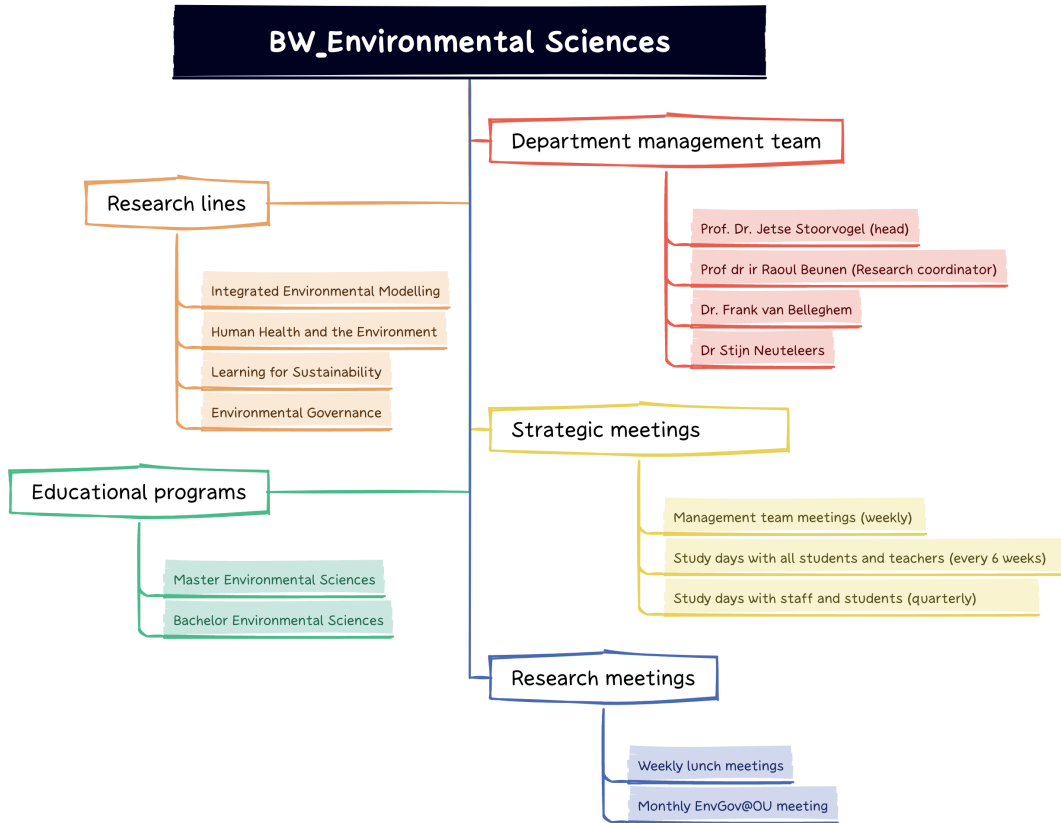 BW_Environmental Sciences
Department management team
Prof. Dr. Jetse Stoorvogel (head)
Prof dr ir Raoul Beunen (Research coordinator)
Dr. Frank van Belleghem
Dr Stijn Neuteleers
Research lines
Integrated Environmental Modelling
Human Health and the Environment
Learning for Sustainability
Environmental Governance
Strategic meetings
Management team meetings (weekly)
Study days with all students and teachers (every 6 weeks)
Study days with staff and students (quarterly)
Educational programs
Master Environmental Sciences
Bachelor Environmental Sciences
Research meetings
Weekly lunch meetings
Monthly EnvGov@OU meeting